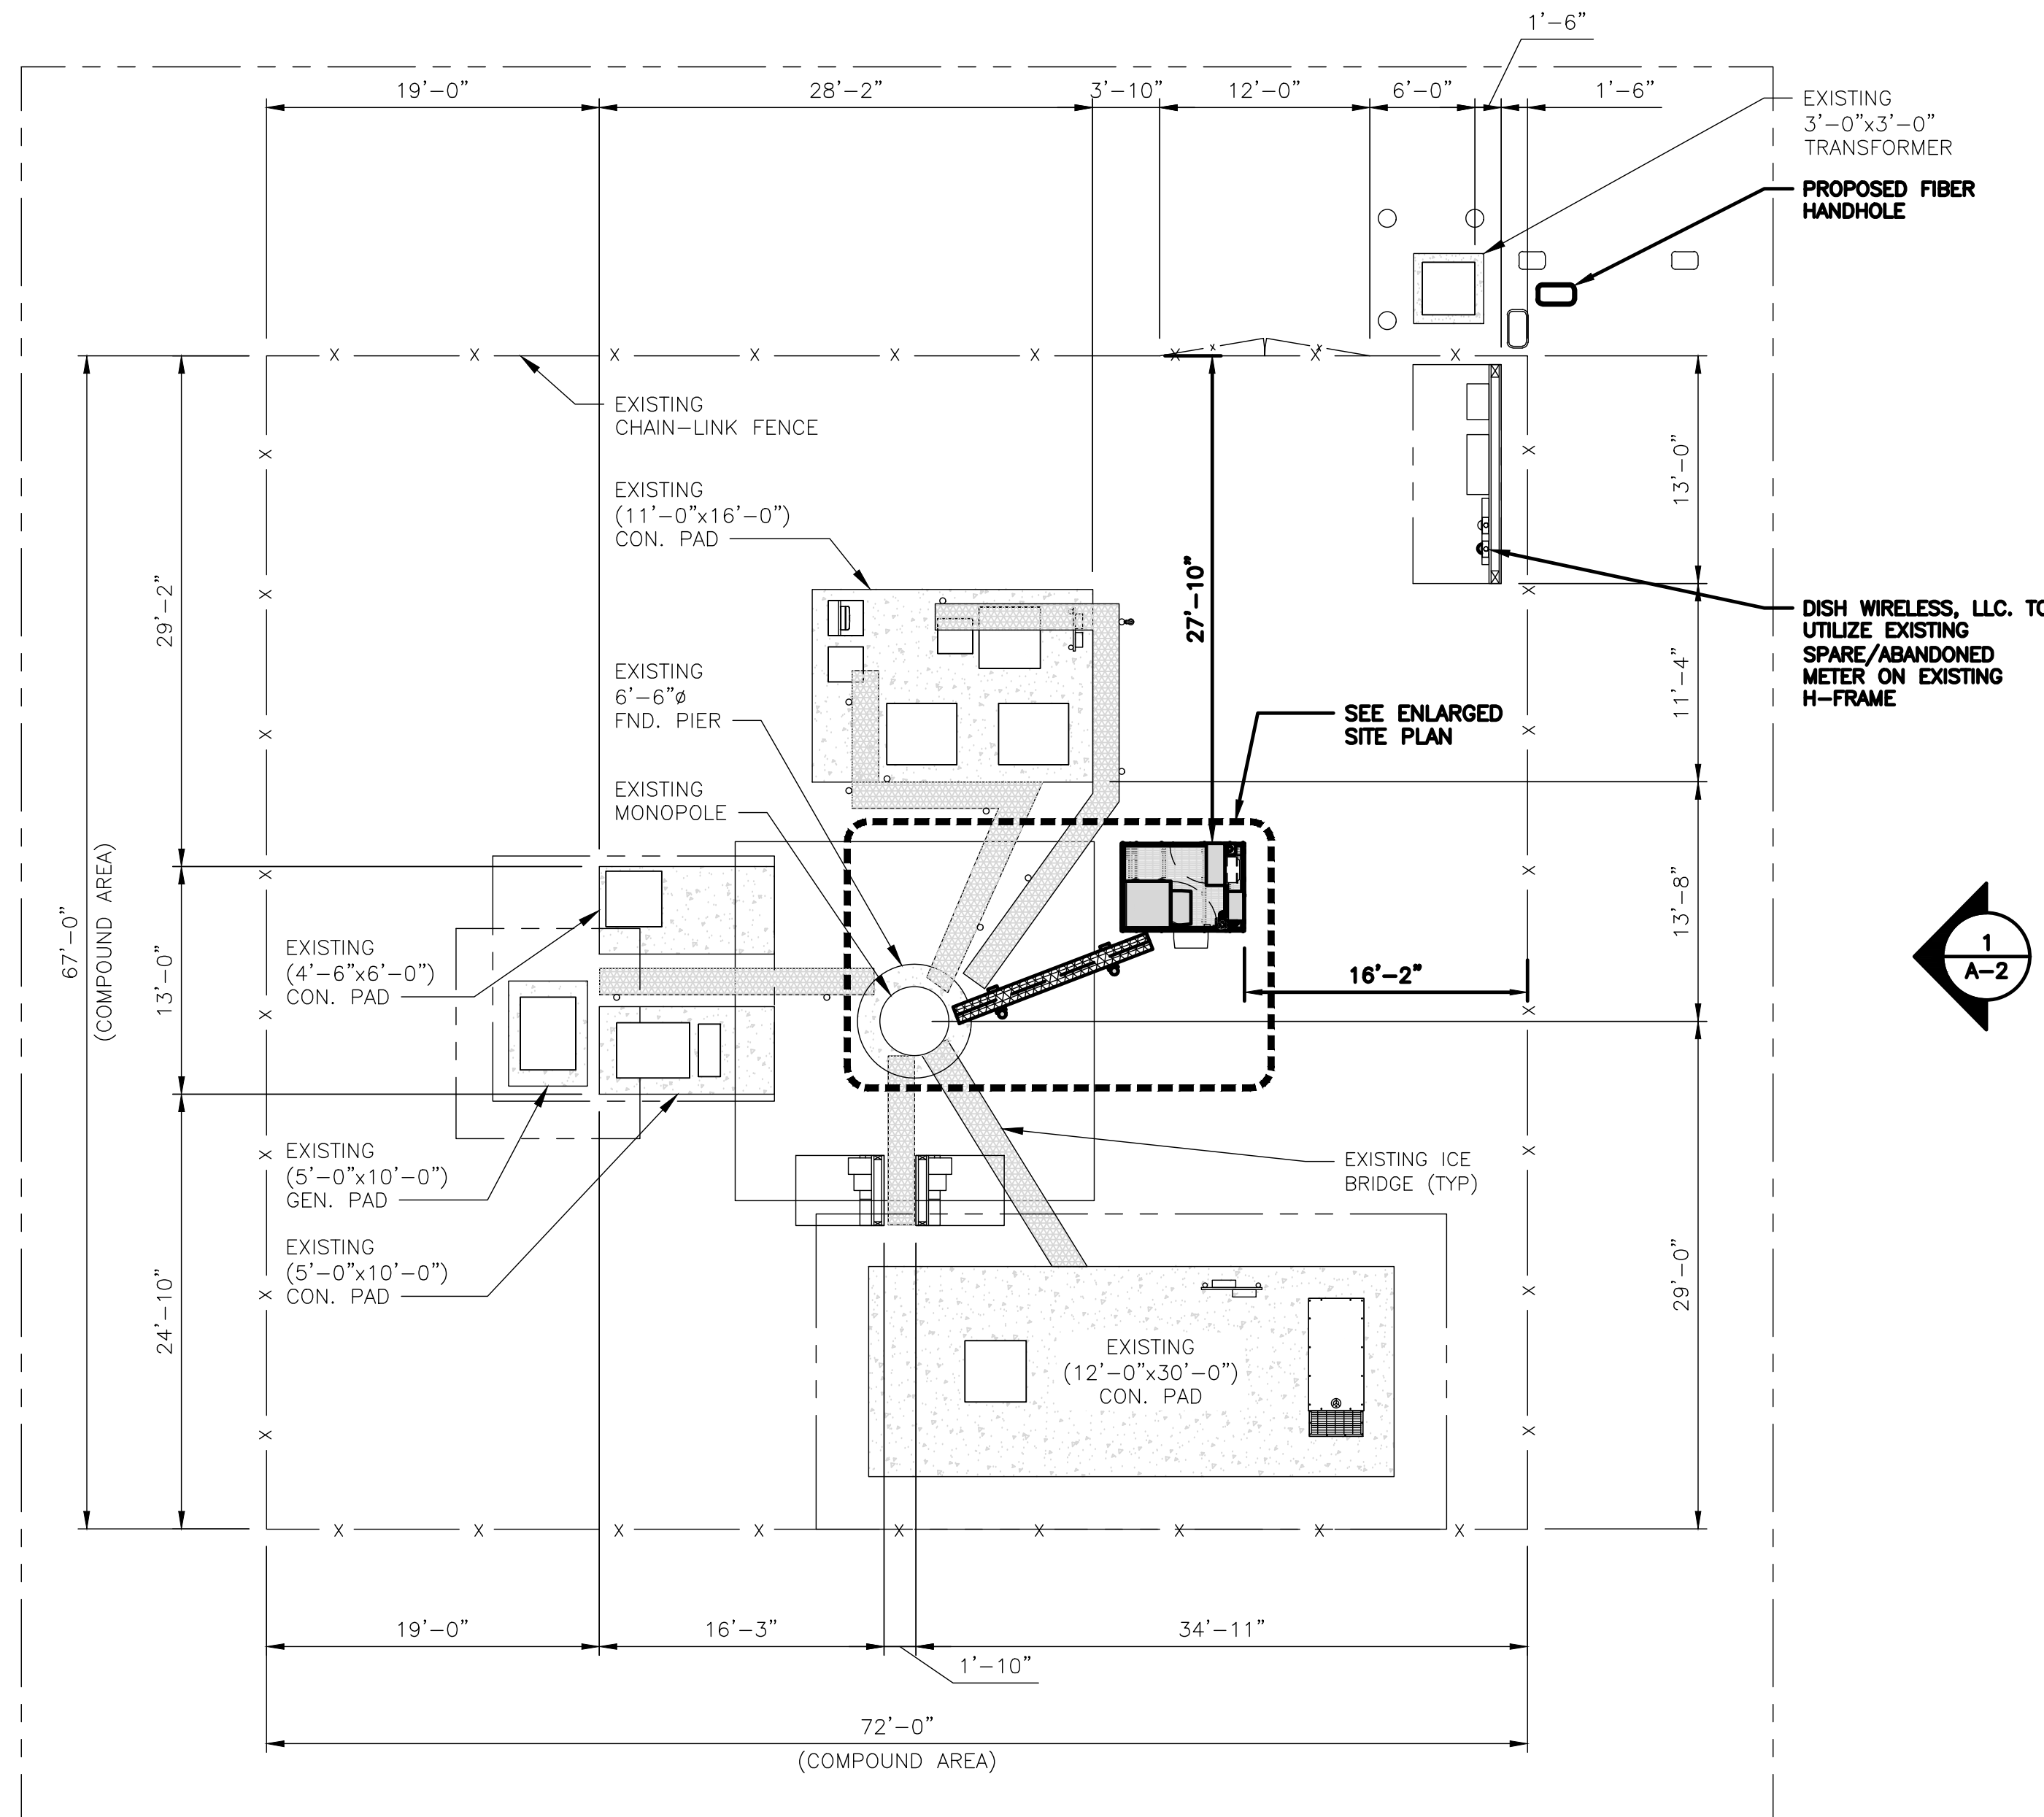 1'-6"
19'-0"
28'-2"
3'-10"
12'-0"
6'-0"
1'-6"
EXISTING
3'-0"x3'-0"
TRANSFORMER
PROPOSED FIBER
HANDHOLE
EXISTING
CHAIN-LINK FENCE
EXISTING
(11'-0"x16'-0")
CON. PAD
29'-2"
27'-10"
13'-0"
DISH WIRELESS, LLC. TO
UTILIZE EXISTING
SPARE/ABANDONED
METER ON EXISTING
H-FRAME
11'-4"
EXISTING
6'-6"ø
FND. PIER
SEE ENLARGED
SITE PLAN
EXISTING
MONOPOLE
67'-0"
(COMPOUND AREA)
13'-0"
EXISTING
(4'-6"x6'-0")
CON. PAD
13'-8"
16'-2"
1
A-2
EXISTING
(5'-0"x10'-0")
GEN. PAD
EXISTING ICE
BRIDGE (TYP)
EXISTING
(5'-0"x10'-0")
CON. PAD
24'-10"
29'-0"
EXISTING
(12'-0"x30'-0")
CON. PAD
19'-0"
16'-3"
34'-11"
1'-10"
72'-0"
(COMPOUND AREA)